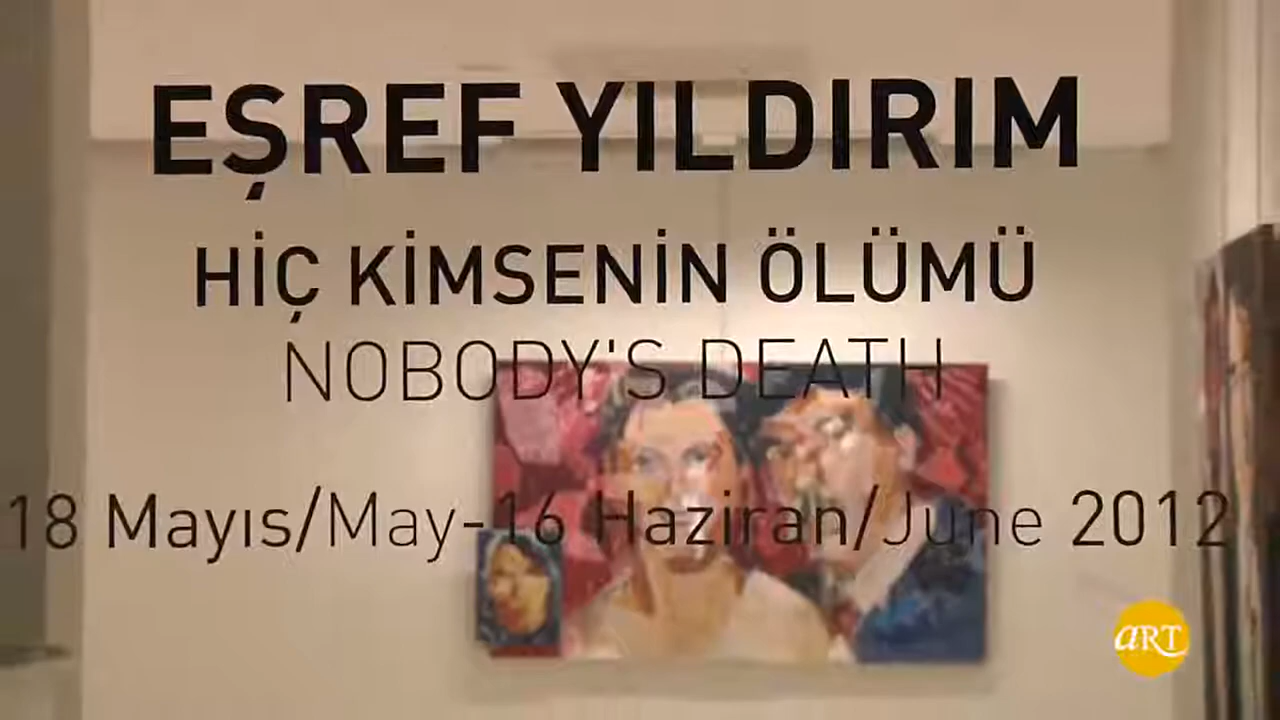 EŞREF YILDIRIM
HİÇ KİMSENİN ÖLÜMÜ
NOBODY'S DEATH
18 Mayıs/May-16 Haziran/June 2012
aRT